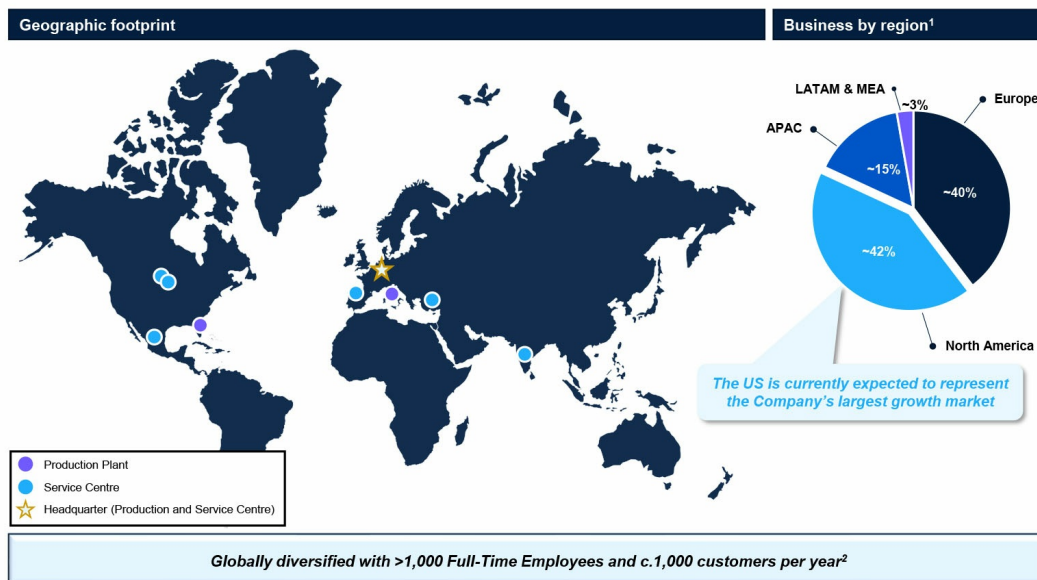 Geographic footprint
Business by region¹
LATAM & MEA
~3%
Europe
APAC
~15%
~40%
~42%
North America
The US is currently expected to represent
the Company's largest growth market
Production Plant
Service Centre
Headquarter (Production and Service Centre)
Globally diversified with >1,000 Full-Time Employees and c.1,000 customers per year²